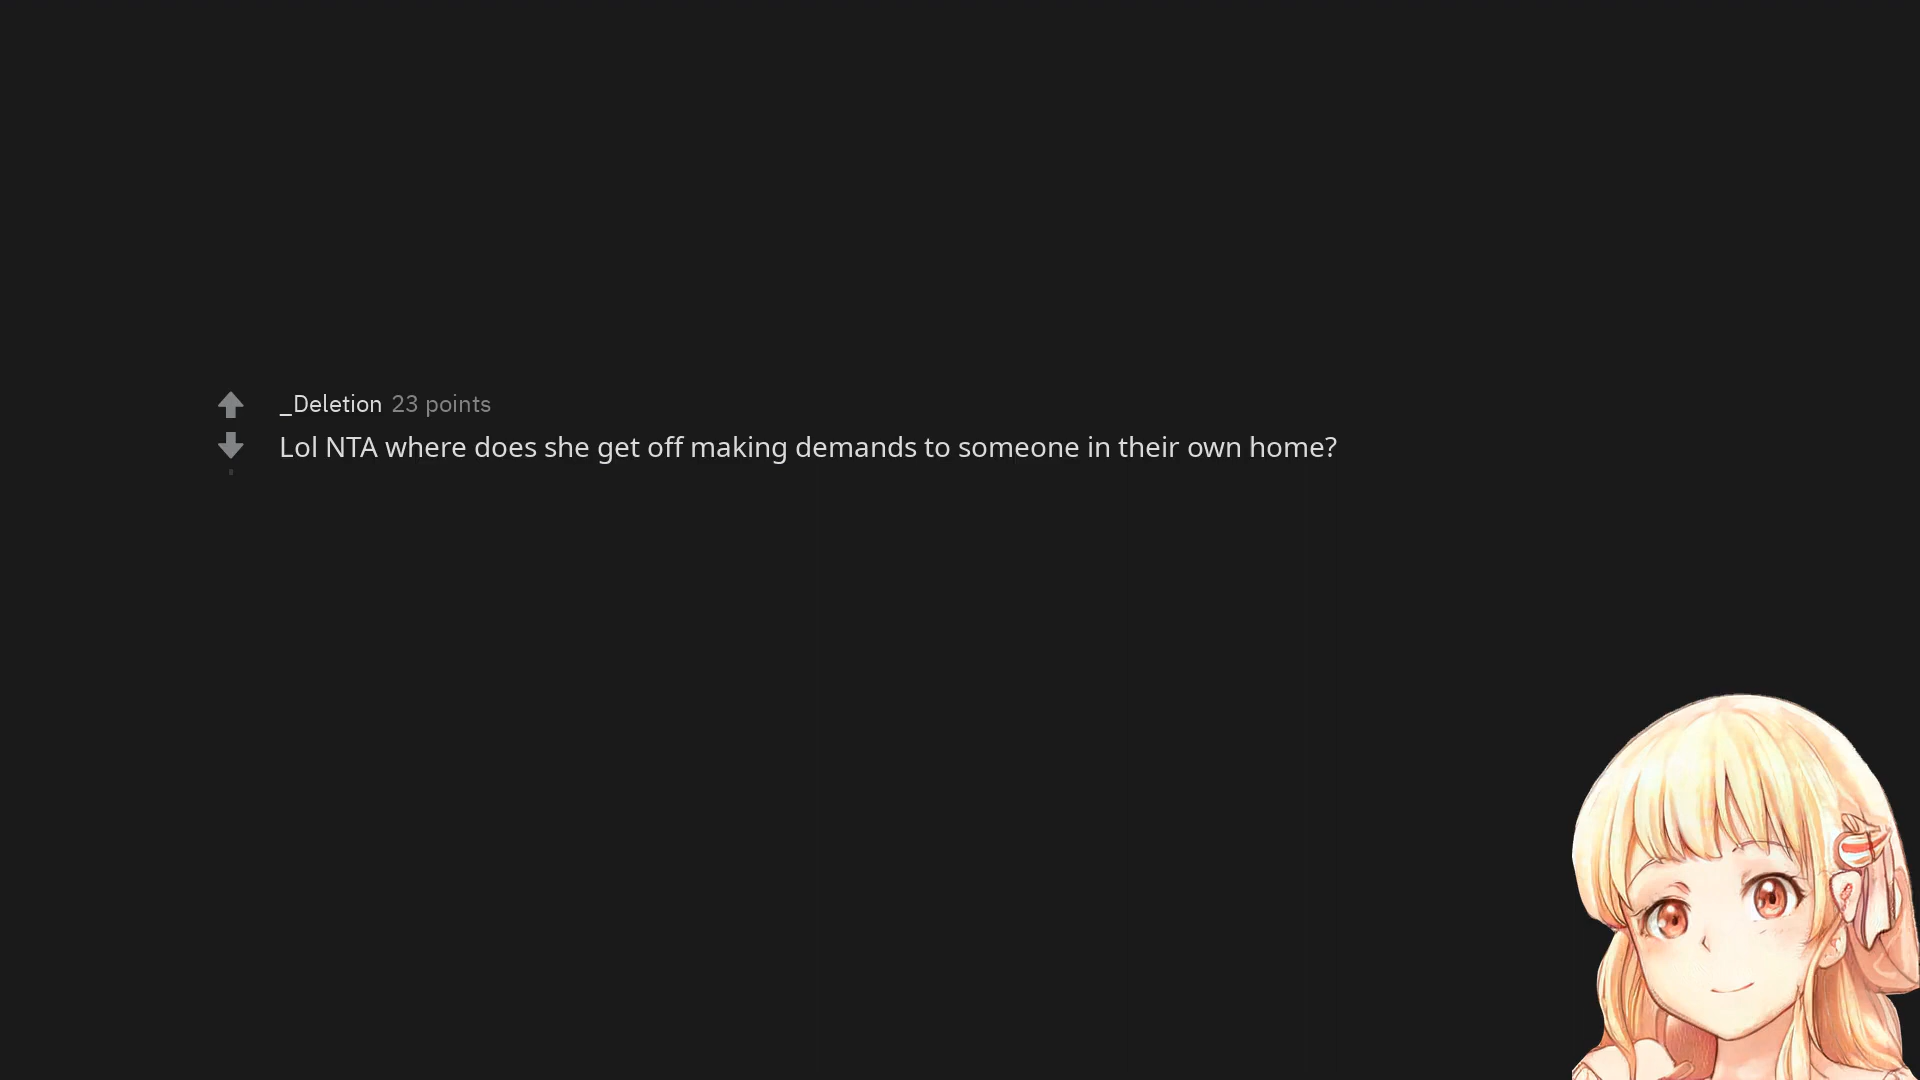 _Deletion 23 points
Lol NTA where does she get off making demands to someone in their own home?